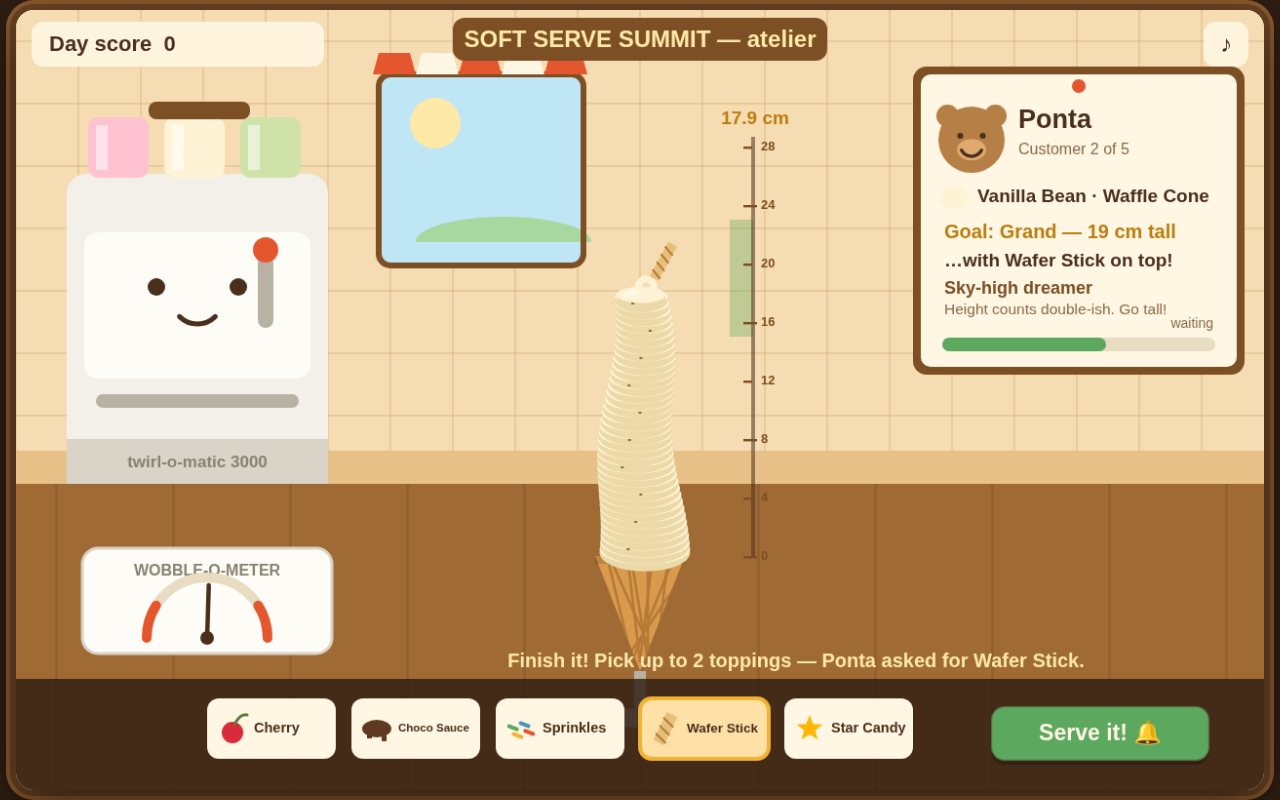 Day score 0
SOFT SERVE SUMMIT — atelier
♪
17.9 cm
28
24
20
16
12
8
4
0
Ponta
Customer 2 of 5
Vanilla Bean · Waffle Cone
Goal: Grand — 19 cm tall
…with Wafer Stick on top!
Sky-high dreamer
Height counts double-ish. Go tall!
waiting
twirl-o-matic 3000
WOBBLE-O-METER
Finish it! Pick up to 2 toppings — Ponta asked for Wafer Stick.
Cherry
Choco Sauce
Sprinkles
Wafer Stick
Star Candy
Serve it! 🔔